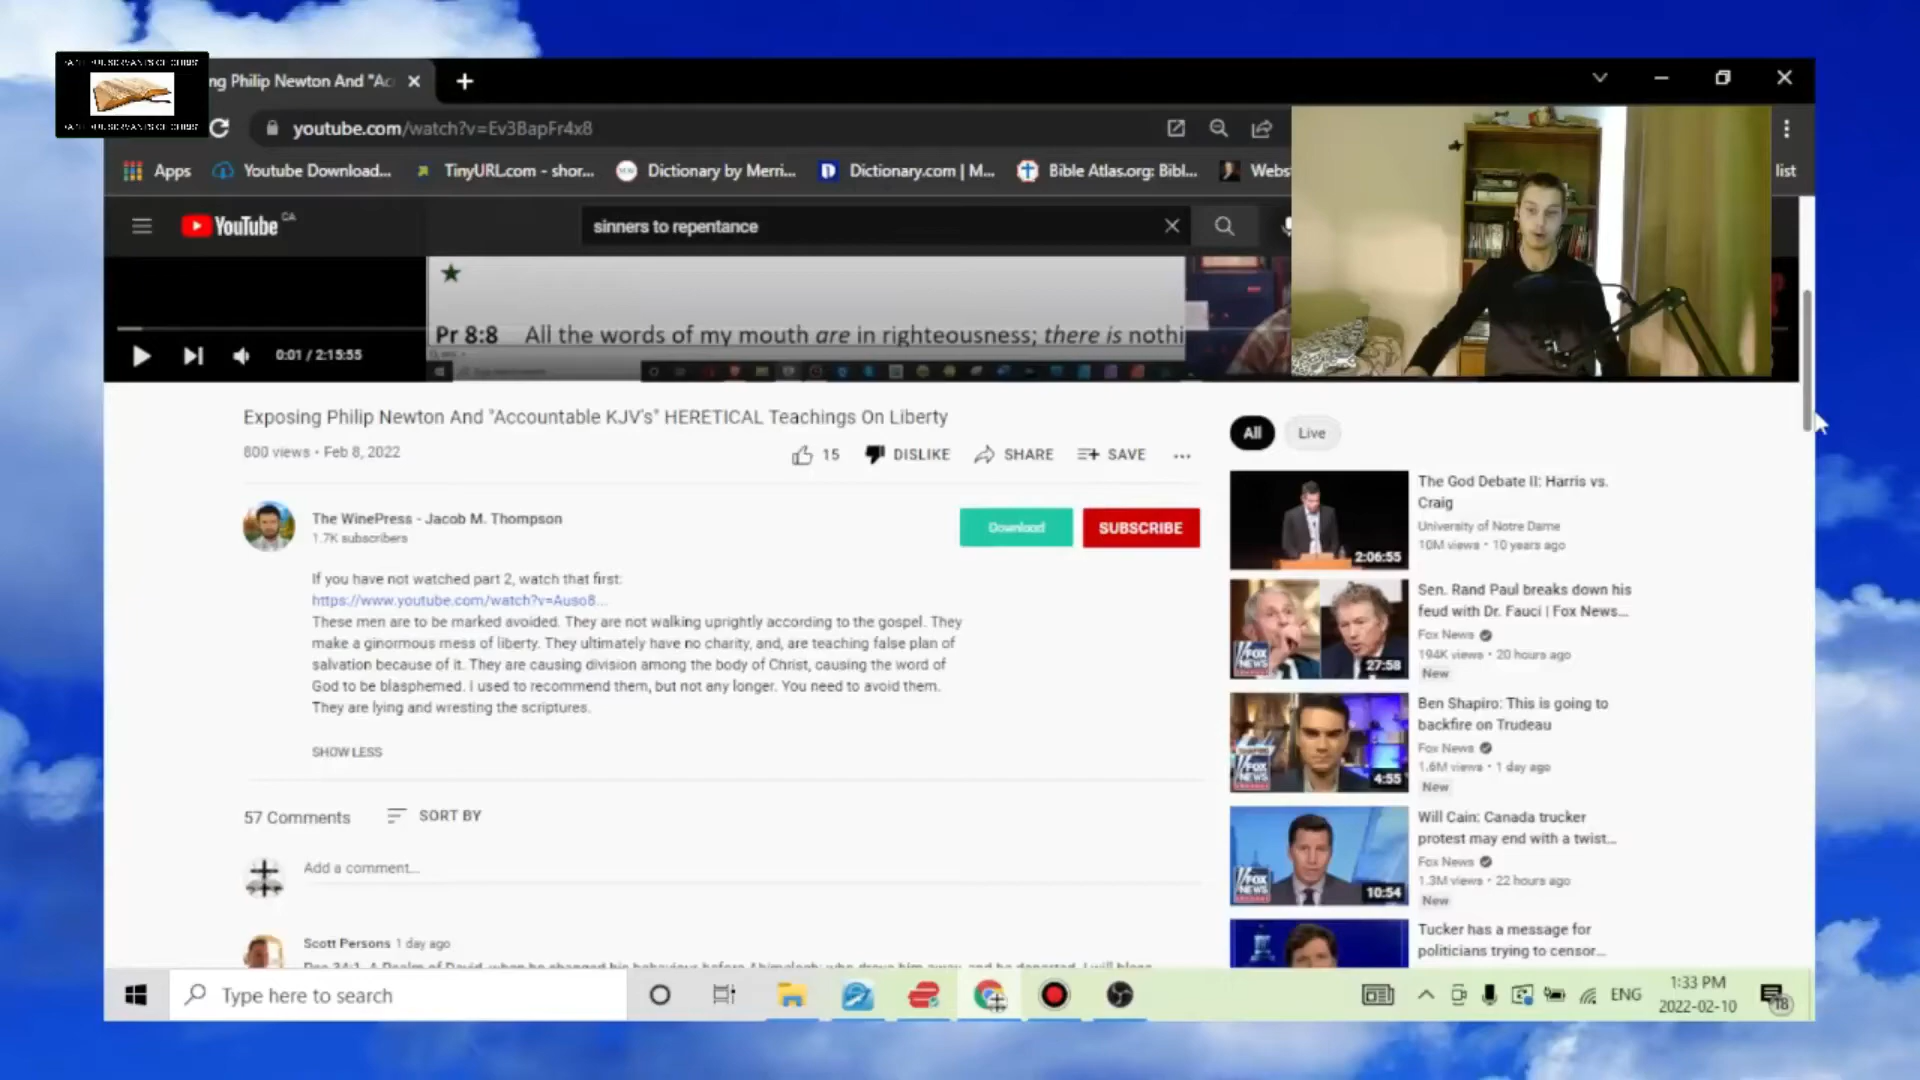 ng Philip Newton And "Ac
youtube.com/watch?v=Ev3BapFr4x8
Apps
Youtube Download...
TinyURL.com - shor...
Dictionary by Merri...
Dictionary.com | M...
Bible Atlas.org: Bibl...
Webs
list
YouTube CA
sinners to repentance
Pr 8:8 All the words of my mouth are in righteousness; there is nothi
0:01 / 2:15:55
Exposing Philip Newton And "Accountable KJV's" HERETICAL Teachings On Liberty
800 views • Feb 8, 2022
15
DISLIKE
SHARE
SAVE
The WinePress - Jacob M. Thompson
1.7K subscribers
Download
SUBSCRIBE
If you have not watched part 2, watch that first:
https://www.youtube.com/watch?v=Auso8...
These men are to be marked avoided. They are not walking uprightly according to the gospel. They
make a ginormous mess of liberty. They ultimately have no charity, and, are teaching false plan of
salvation because of it. They are causing division among the body of Christ, causing the word of
God to be blasphemed. I used to recommend them, but not any longer. You need to avoid them.
They are lying and wresting the scriptures.
SHOW LESS
57 Comments
SORT BY
Add a comment...
Scott Persons 1 day ago
All
Live
The God Debate II: Harris vs.
Craig
University of Notre Dame
10M views • 10 years ago
2:06:55
Sen. Rand Paul breaks down his
feud with Dr. Fauci | Fox News...
Fox News
194K views • 20 hours ago
New
27:58
Ben Shapiro: This is going to
backfire on Trudeau
Fox News
1.6M views • 1 day ago
New
4:55
Will Cain: Canada trucker
protest may end with a twist...
Fox News
1.3M views • 22 hours ago
New
10:54
Tucker has a message for
politicians trying to censor...
Type here to search
ENG
1:33 PM
2022-02-10
18